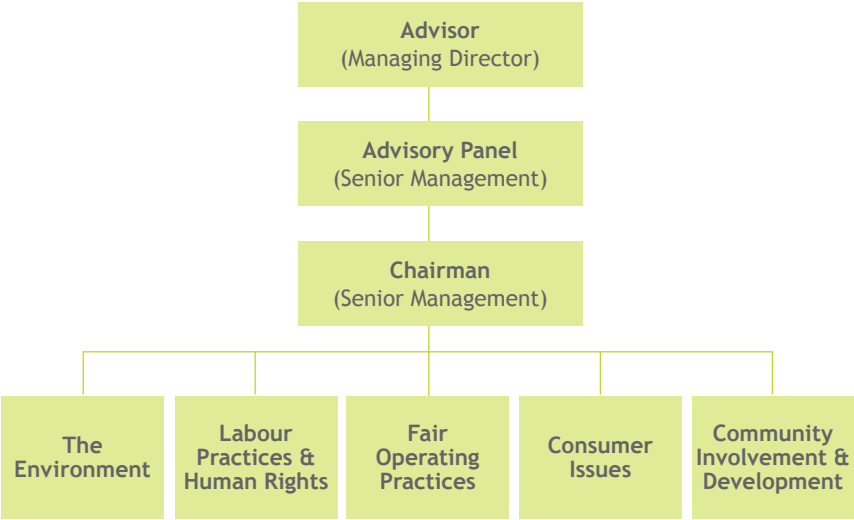 Advisor
(Managing Director)
Advisory Panel
(Senior Management)
Chairman
(Senior Management)
The
Environment
Labour
Practices &
Human Rights
Fair
Operating
Practices
Consumer
Issues
Community
Involvement &
Development